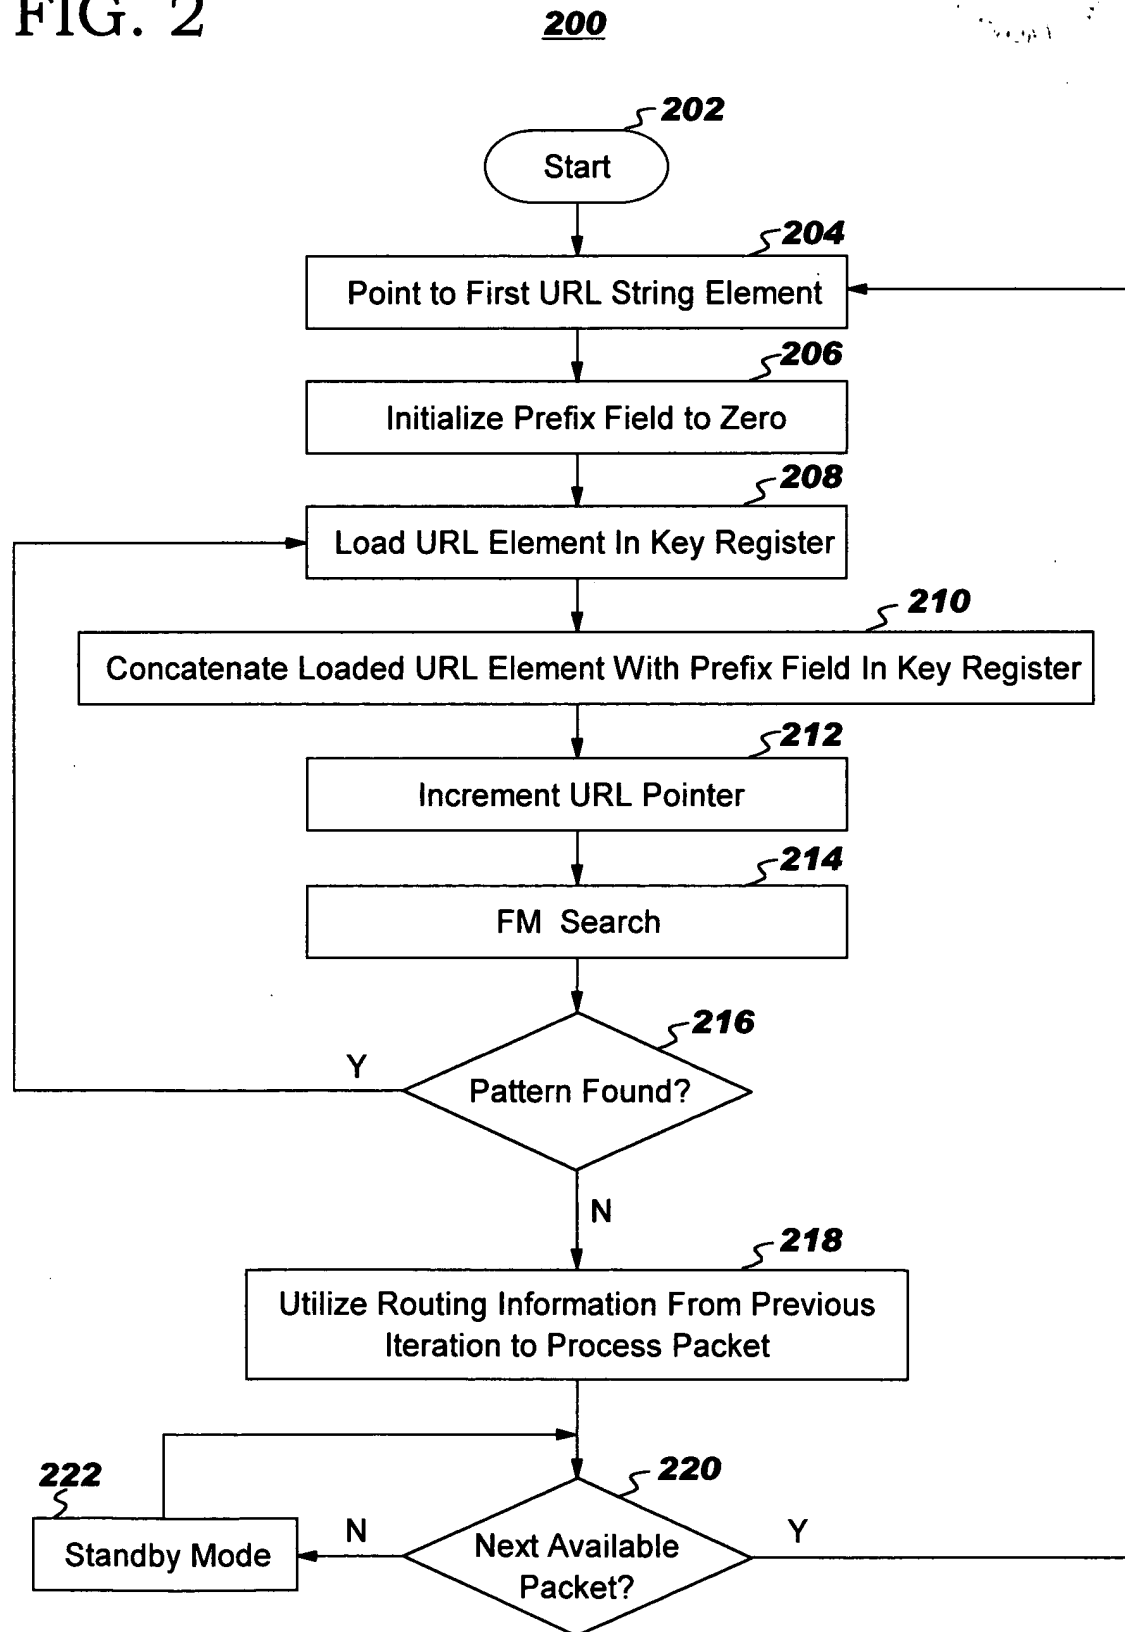 FIG. 2
200
202
Start
204
Point to First URL String Element
206
Initialize Prefix Field to Zero
208
Load URL Element In Key Register
210
Concatenate Loaded URL Element With Prefix Field In Key Register
212
Increment URL Pointer
214
FM Search
216
Y
Pattern Found?
N
218
Utilize Routing Information From Previous
Iteration to Process Packet
220
222
N
Y
Standby Mode
Next Available
Packet?